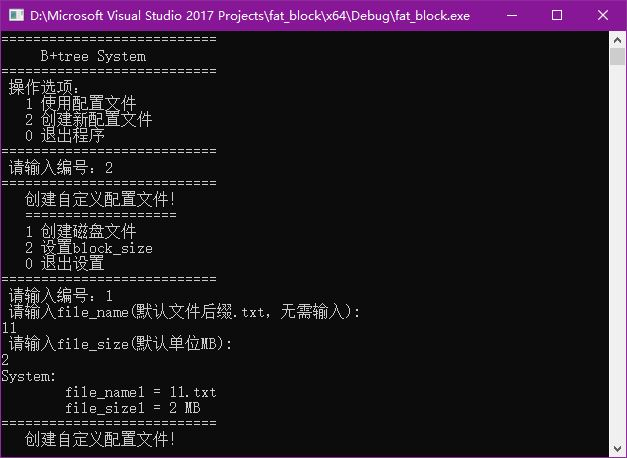 D:\Microsoft Visual Studio 2017 Projects\fat_block\x64\Debug\fat_block.exe
===========================
B+tree System
===========================
操作选项:
1 使用配置文件
2 创建新配置文件
0 退出程序
===========================
请输入编号: 2
===========================
创建自定义配置文件!
===================
1 创建磁盘文件
2 设置block_size
0 退出设置
===========================
请输入编号: 1
请输入file_name(默认文件后缀.txt, 无需输入):
11
请输入file_size(默认单位MB):
2
System:
file_name1 = 11.txt
file_size1 = 2 MB
===========================
创建自定义配置文件!